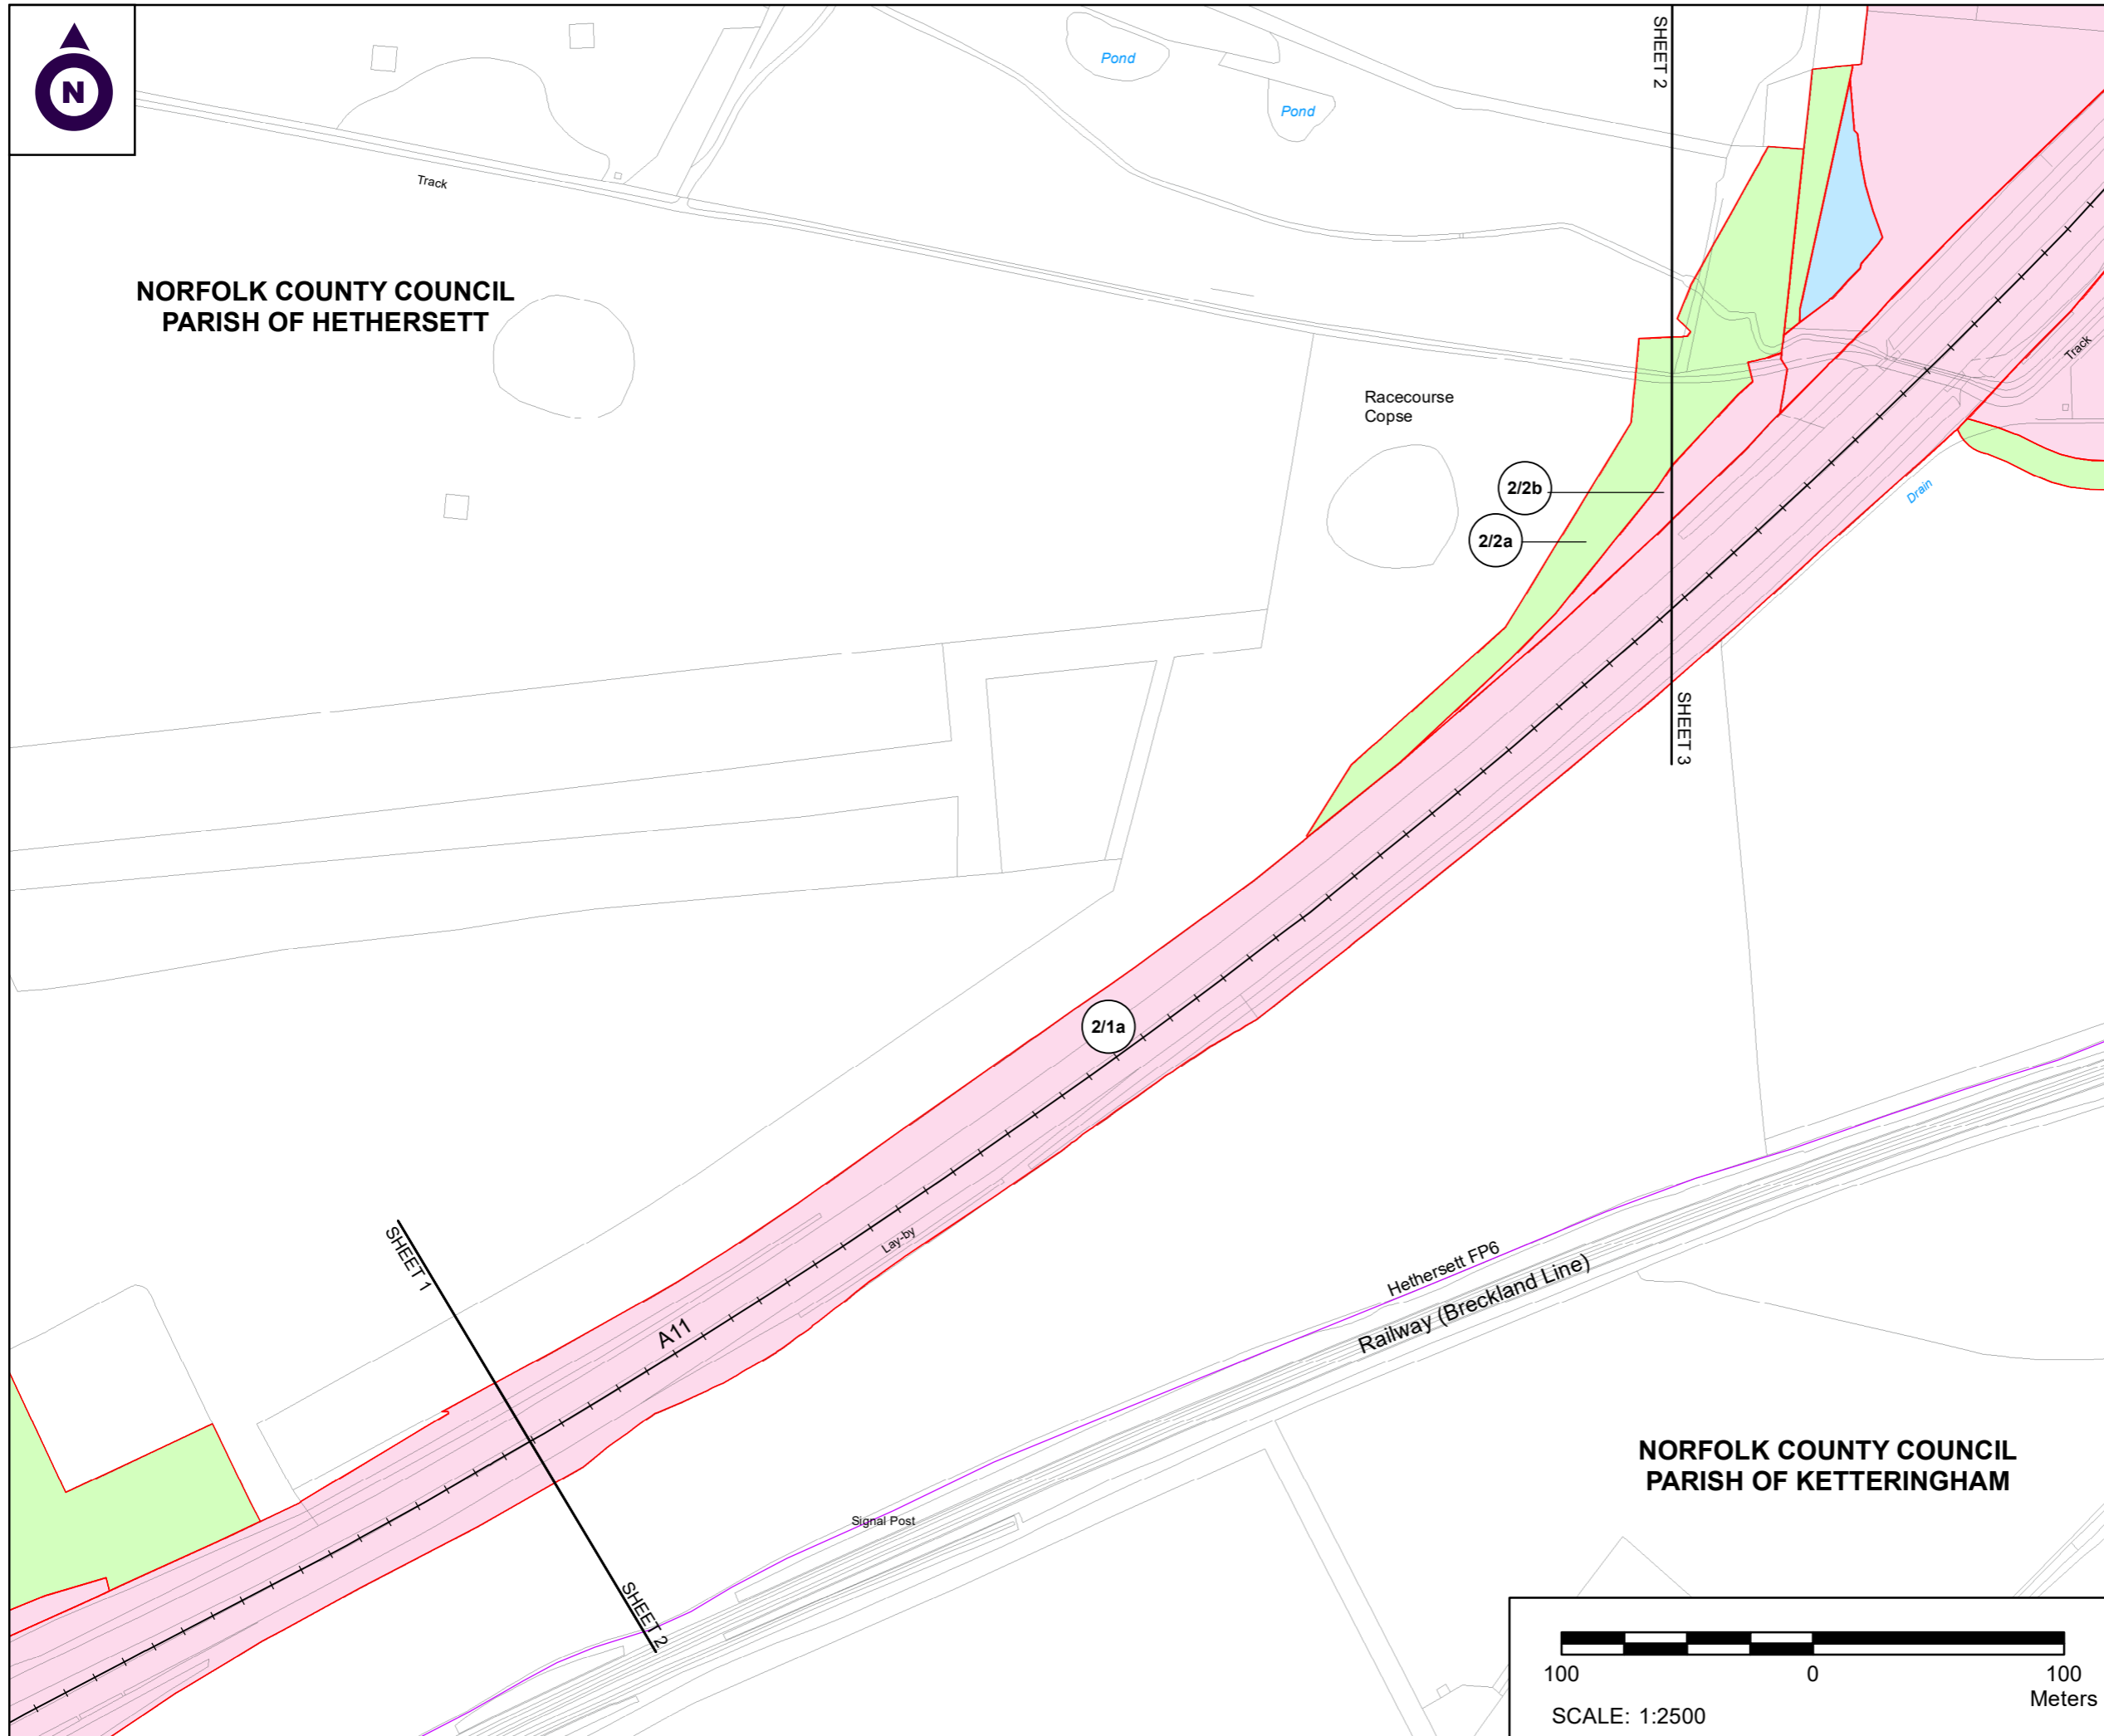 N
Pond
Pond
SHEET 2
Track
NORFOLK COUNTY COUNCIL
PARISH OF HETHERSETT
Track
Racecourse
Copse
2/2b
Drain
2/2a
SHEET 3
2/1a
SHEET 1
Lay-by
A11
Hethersett FP6
Railway (Breckland Line)
NORFOLK COUNTY COUNCIL
PARISH OF KETTERINGHAM
Signal Post
SHEET 2
100 0 100
Meters
SCALE: 1:2500